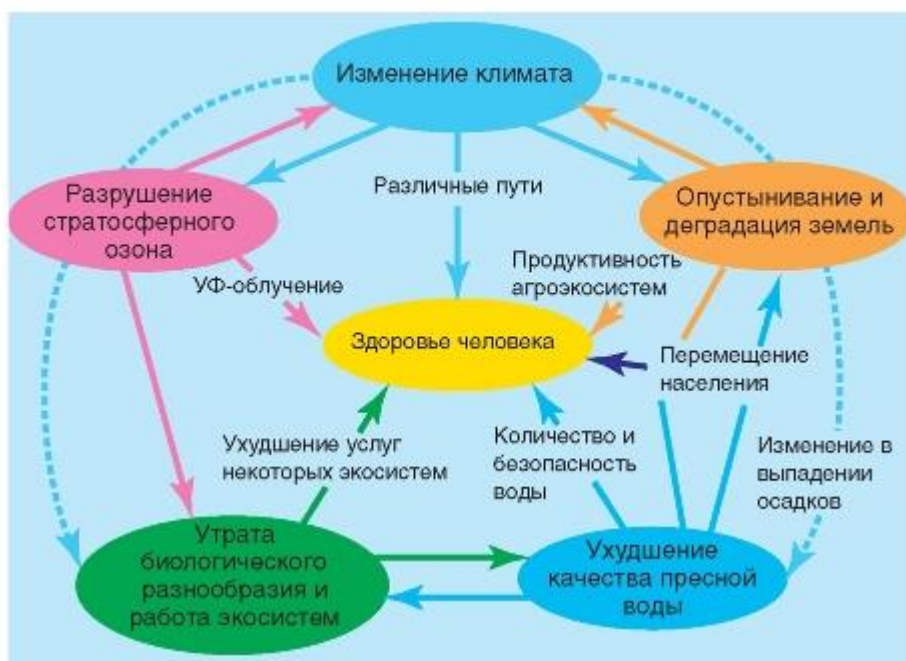 Изменение климата
Различные пути
Разрушение
стратосферного
озона
Опустынивание и
деградация земель
УФ-облучение
Продуктивность
агроэкосистем
Здоровье человека
Перемещение
населения
Ухудшение услуг
некоторых экосистем
Количество и
безопасность
воды
Изменение в
выпадении
осадков
Утрата
биологического
разнообразия и
работа экосистем
Ухудшение
качества пресной
воды